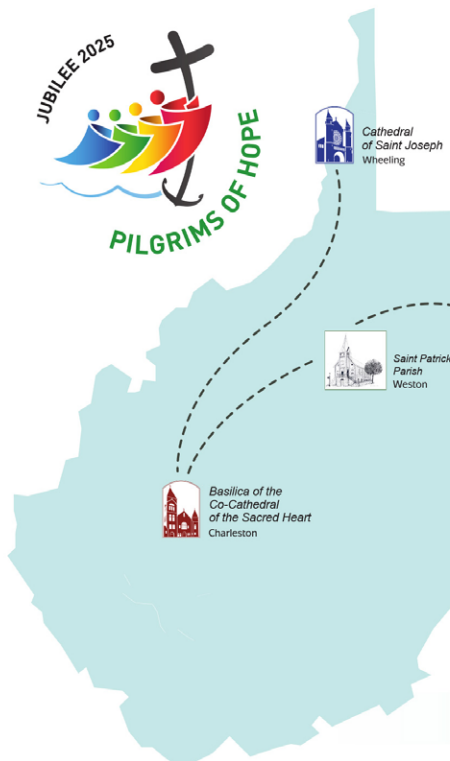 JUBILEE 2025
PILGRIMS OF HOPE
Cathedral
of Saint Joseph
Wheeling
Saint Patrick
Parish
Weston
Basilica of the
Co-Cathedral
of the Sacred Heart
Charleston